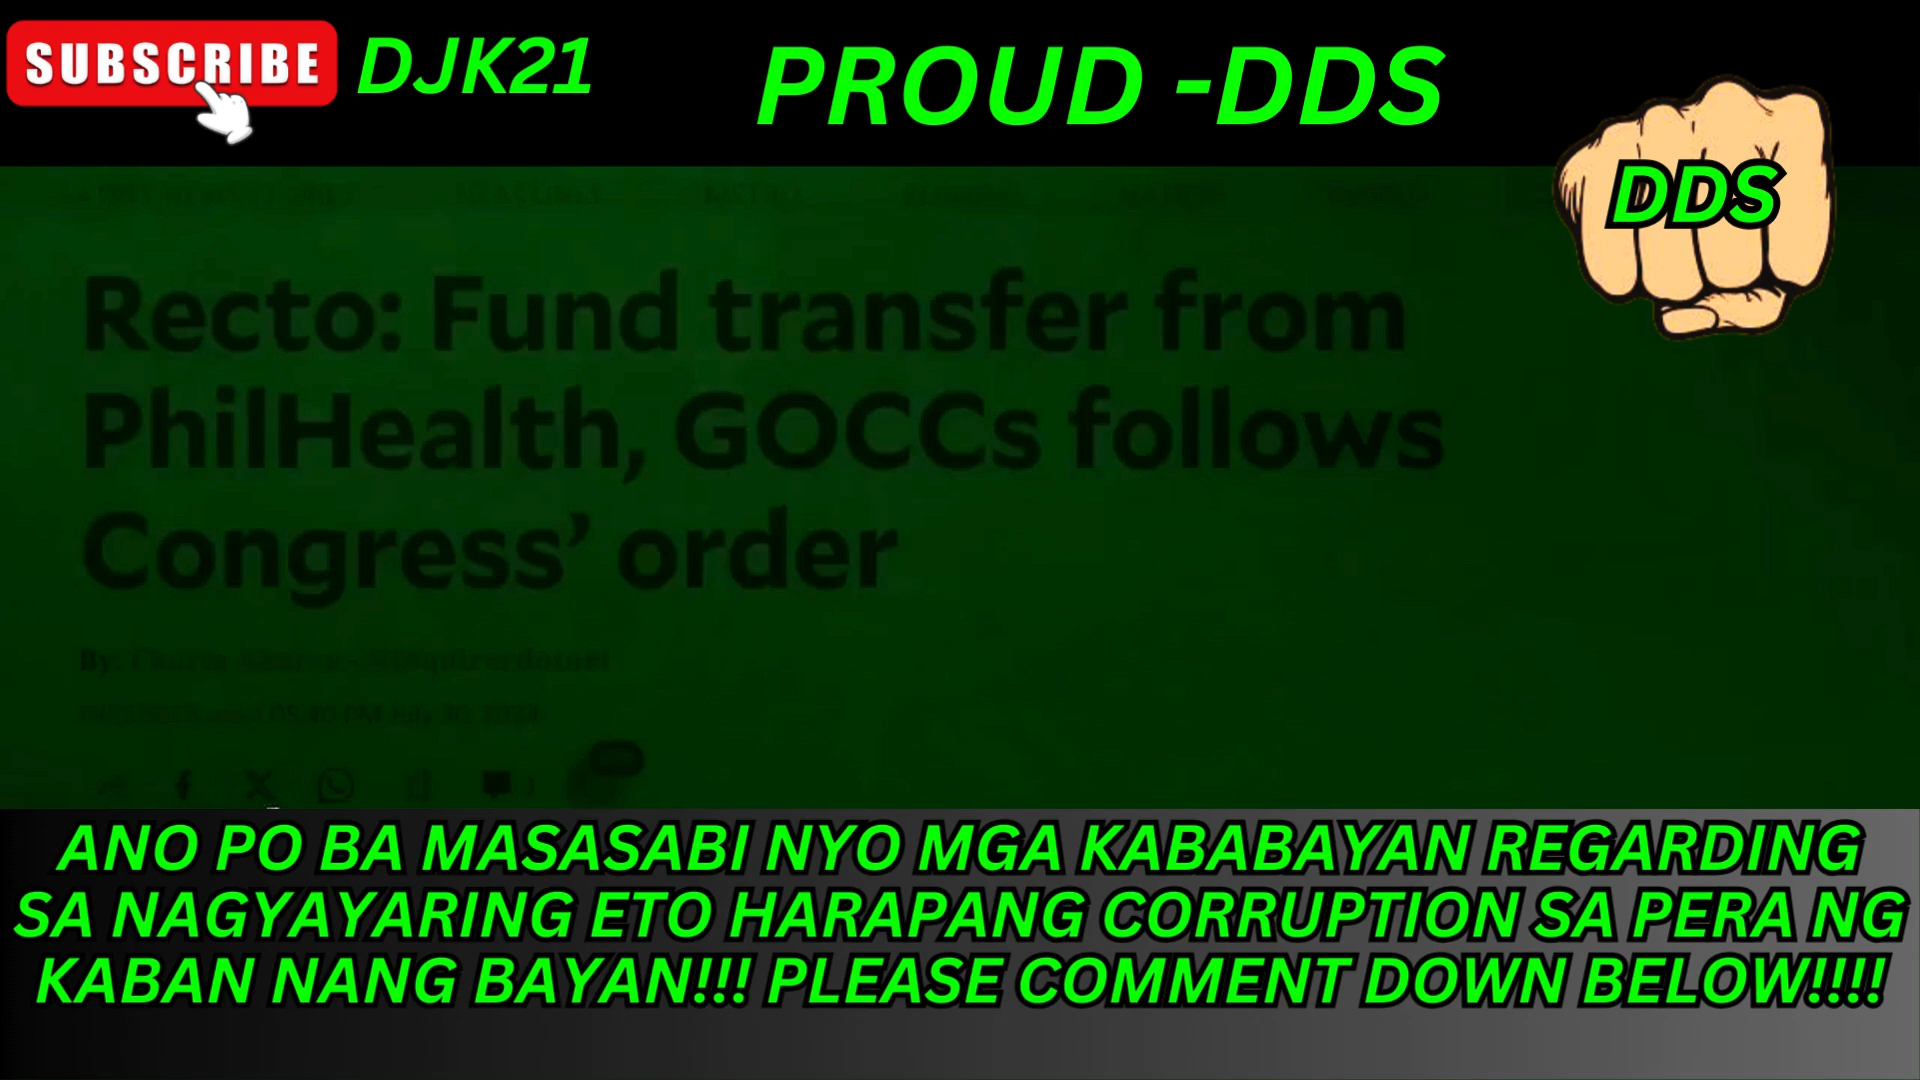 SUBSCRIBE DJK21 PROUD -DDS
DDS
Recto: Fund transfer from
PhilHealth, GOCCs follows
Congress’ order
By:
ANO PO BA MASASABI NYO MGA KABABAYAN REGARDING
SA NAGYAYARING ETO HARAPANG CORRUPTION SA PERA NG
KABAN NANG BAYAN!!! PLEASE COMMENT DOWN BELOW!!!!